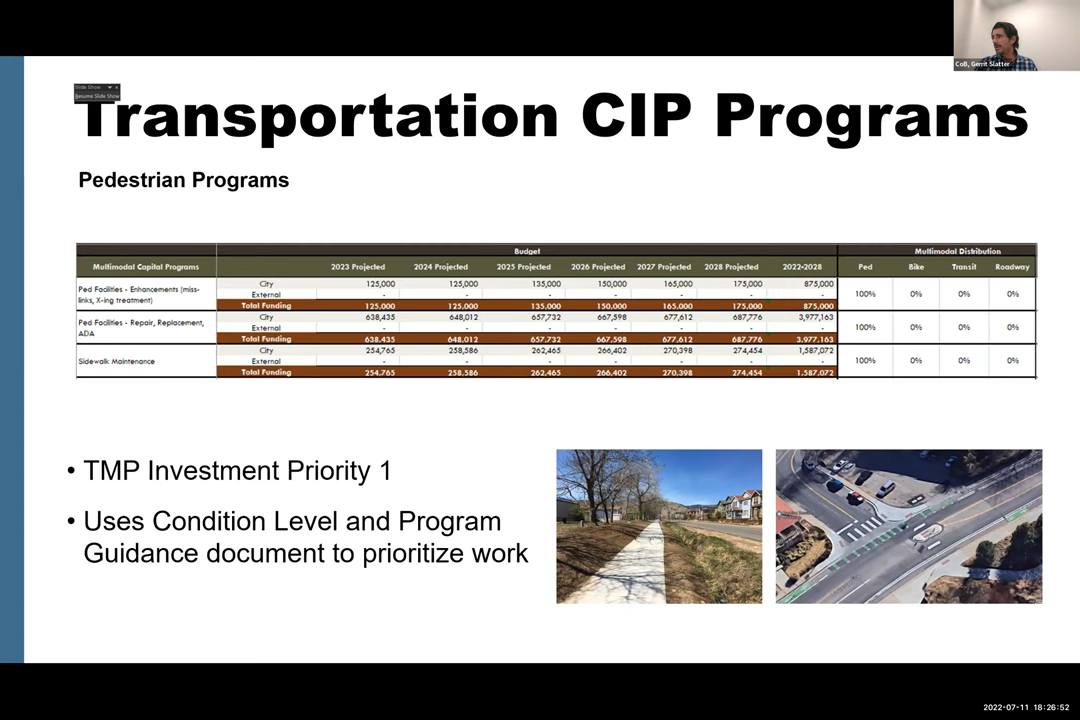 CoB, Gerrit Slatter
Slide Show
Resume Slide Show
Transportation CIP Programs
Pedestrian Programs
Budget Multimodal Distribution
Multimodal Capital Programs 2023 Projected 2024 Projected 2025 Projected 2026 Projected 2027 Projected 2028 Projected 2022-2028 Ped Bike Transit Roadway
Ped Facilities - Enhancements (miss-
links, X-ing treatment)
City 125,000 125,000 135,000 150,000 165,000 175,000 875,000
External - - - - - - -
Total Funding 125,000 125,000 135,000 150,000 165,000 175,000 875,000
100% 0% 0% 0%
Ped Facilities - Repair, Replacement,
ADA
City 638,435 648,012 657,732 667,598 677,612 687,776 3,977,163
External - - - - - - -
Total Funding 638,435 648,012 657,732 667,598 677,612 687,776 3,977,163
100% 0% 0% 0%
Sidewalk Maintenance
City 254,765 258,586 262,465 266,402 270,398 274,454 1,587,072
External - - - - - - -
Total Funding 254,765 258,586 262,465 266,402 270,398 274,454 1,587,072
100% 0% 0% 0%
• TMP Investment Priority 1
• Uses Condition Level and Program
Guidance document to prioritize work
2022-07-11 18:26:52